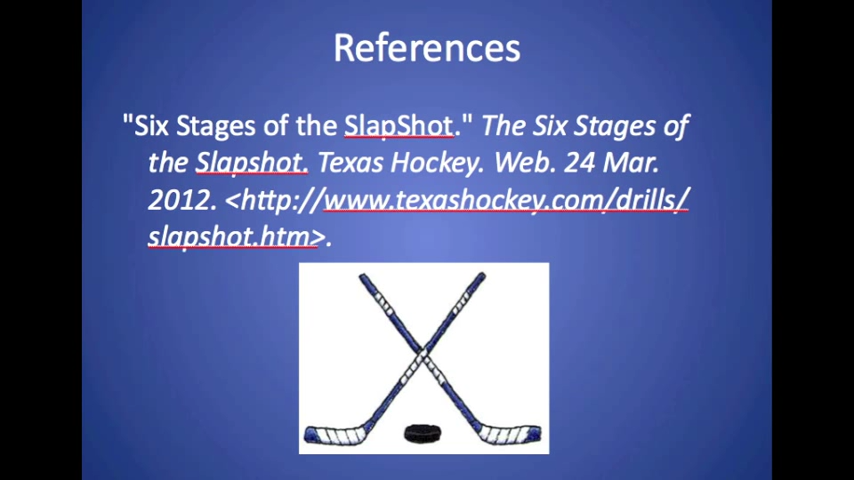 References
"Six Stages of the SlapShot." The Six Stages of
the Slapshot. Texas Hockey. Web. 24 Mar.
2012. <http://www.texashockey.com/drills/
slapshot.htm>.